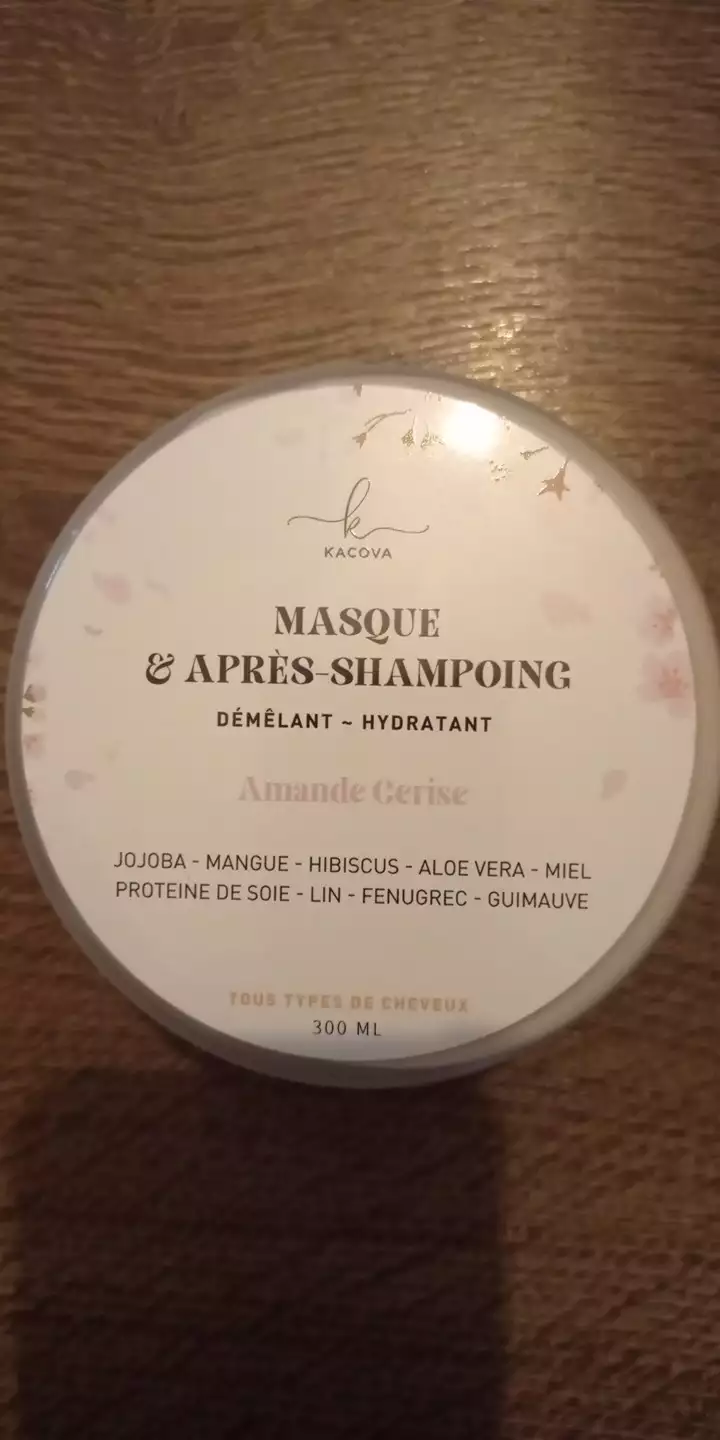 k
KACOVA
MASQUE
& APRÈS-SHAMPOING
DÉMÊLANT ~ HYDRATANT
Amande Cerise
JOJOBA - MANGUE - HIBISCUS - ALOE VERA - MIEL
PROTEINE DE SOIE - LIN - FENUGREC - GUIMAUVE
TOUS TYPES DE CHEVEUX
300 ML